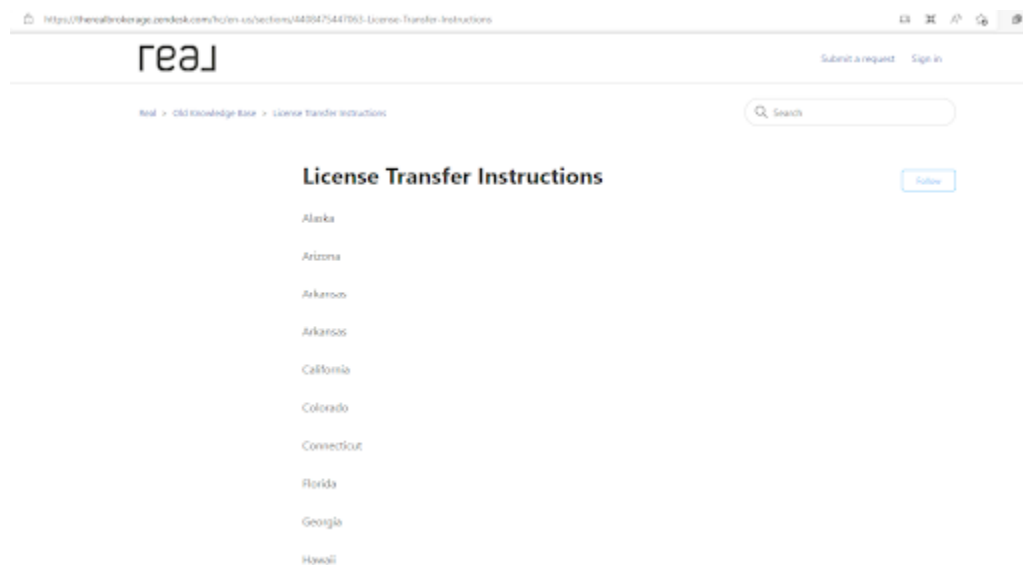 https://therealbrokerage.zendesk.com/hc/en-us/sections/4408475447063-License-Transfer-Instructions
real
Submit a request Sign in
Real > Old Knowledge Base > License Transfer Instructions
Search
License Transfer Instructions
Follow
Alaska
Arizona
Arkansas
Arkansas
California
Colorado
Connecticut
Florida
Georgia
Hawaii